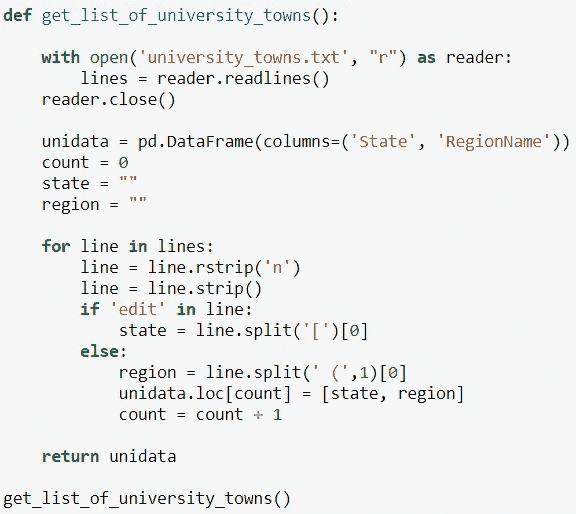 def get_list_of_university_towns():
    with open('university_towns.txt', "r") as reader:
        lines = reader.readlines()
    reader.close()
    unidata = pd.DataFrame(columns=('State', 'RegionName'))
    count = 0
    state = ""
    region = ""
    for line in lines:
        line = line.rstrip('n')
        line = line.strip()
        if 'edit' in line:
            state = line.split('[')[0]
        else:
            region = line.split(' (',1)[0]
            unidata.loc[count] = [state, region]
            count = count + 1
    return unidata
get_list_of_university_towns()